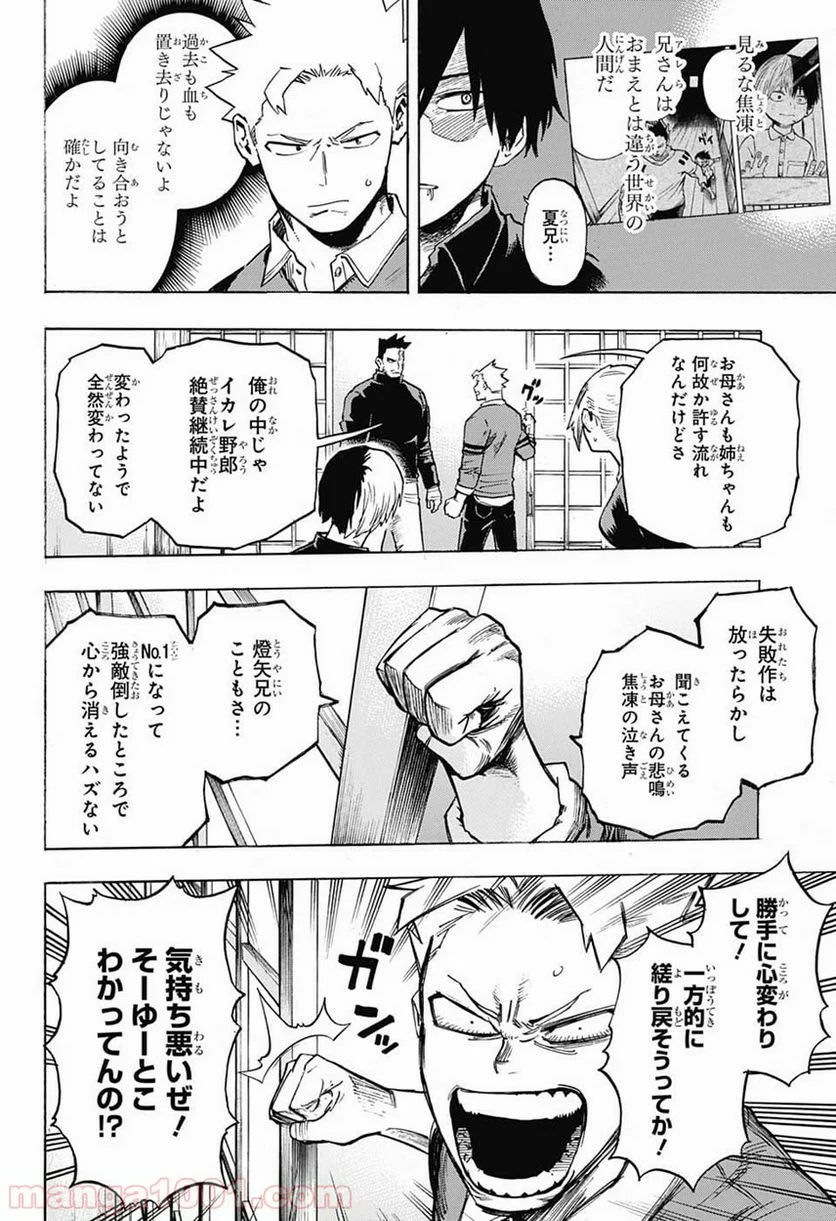 見るな焦凍
兄さんは
おまえとは違う世界の
人間だ
夏兄…
過去も血も
置き去りじゃないよ
向き合おうと
してることは
確かだよ
お母さんも姉ちゃんも
何故か許す流れ
なんだけどさ
グッ
俺の中じゃ
イカレ野郎
絶賛継続中だよ
変わったようで
全然変わってない
失敗作は
放ったらかし
聞こえてくる
お母さんの悲鳴
焦凍の泣き声
燈矢兄の
こともさ…
No.1になって
強敵倒したところで
心から消えるハズない
勝手に心変わり
して!
一方的に
縒り戻そうってか!
ガンッ
気持ち悪いぜ!
そーゆーとこ
わかってんの!?
manga1001.com